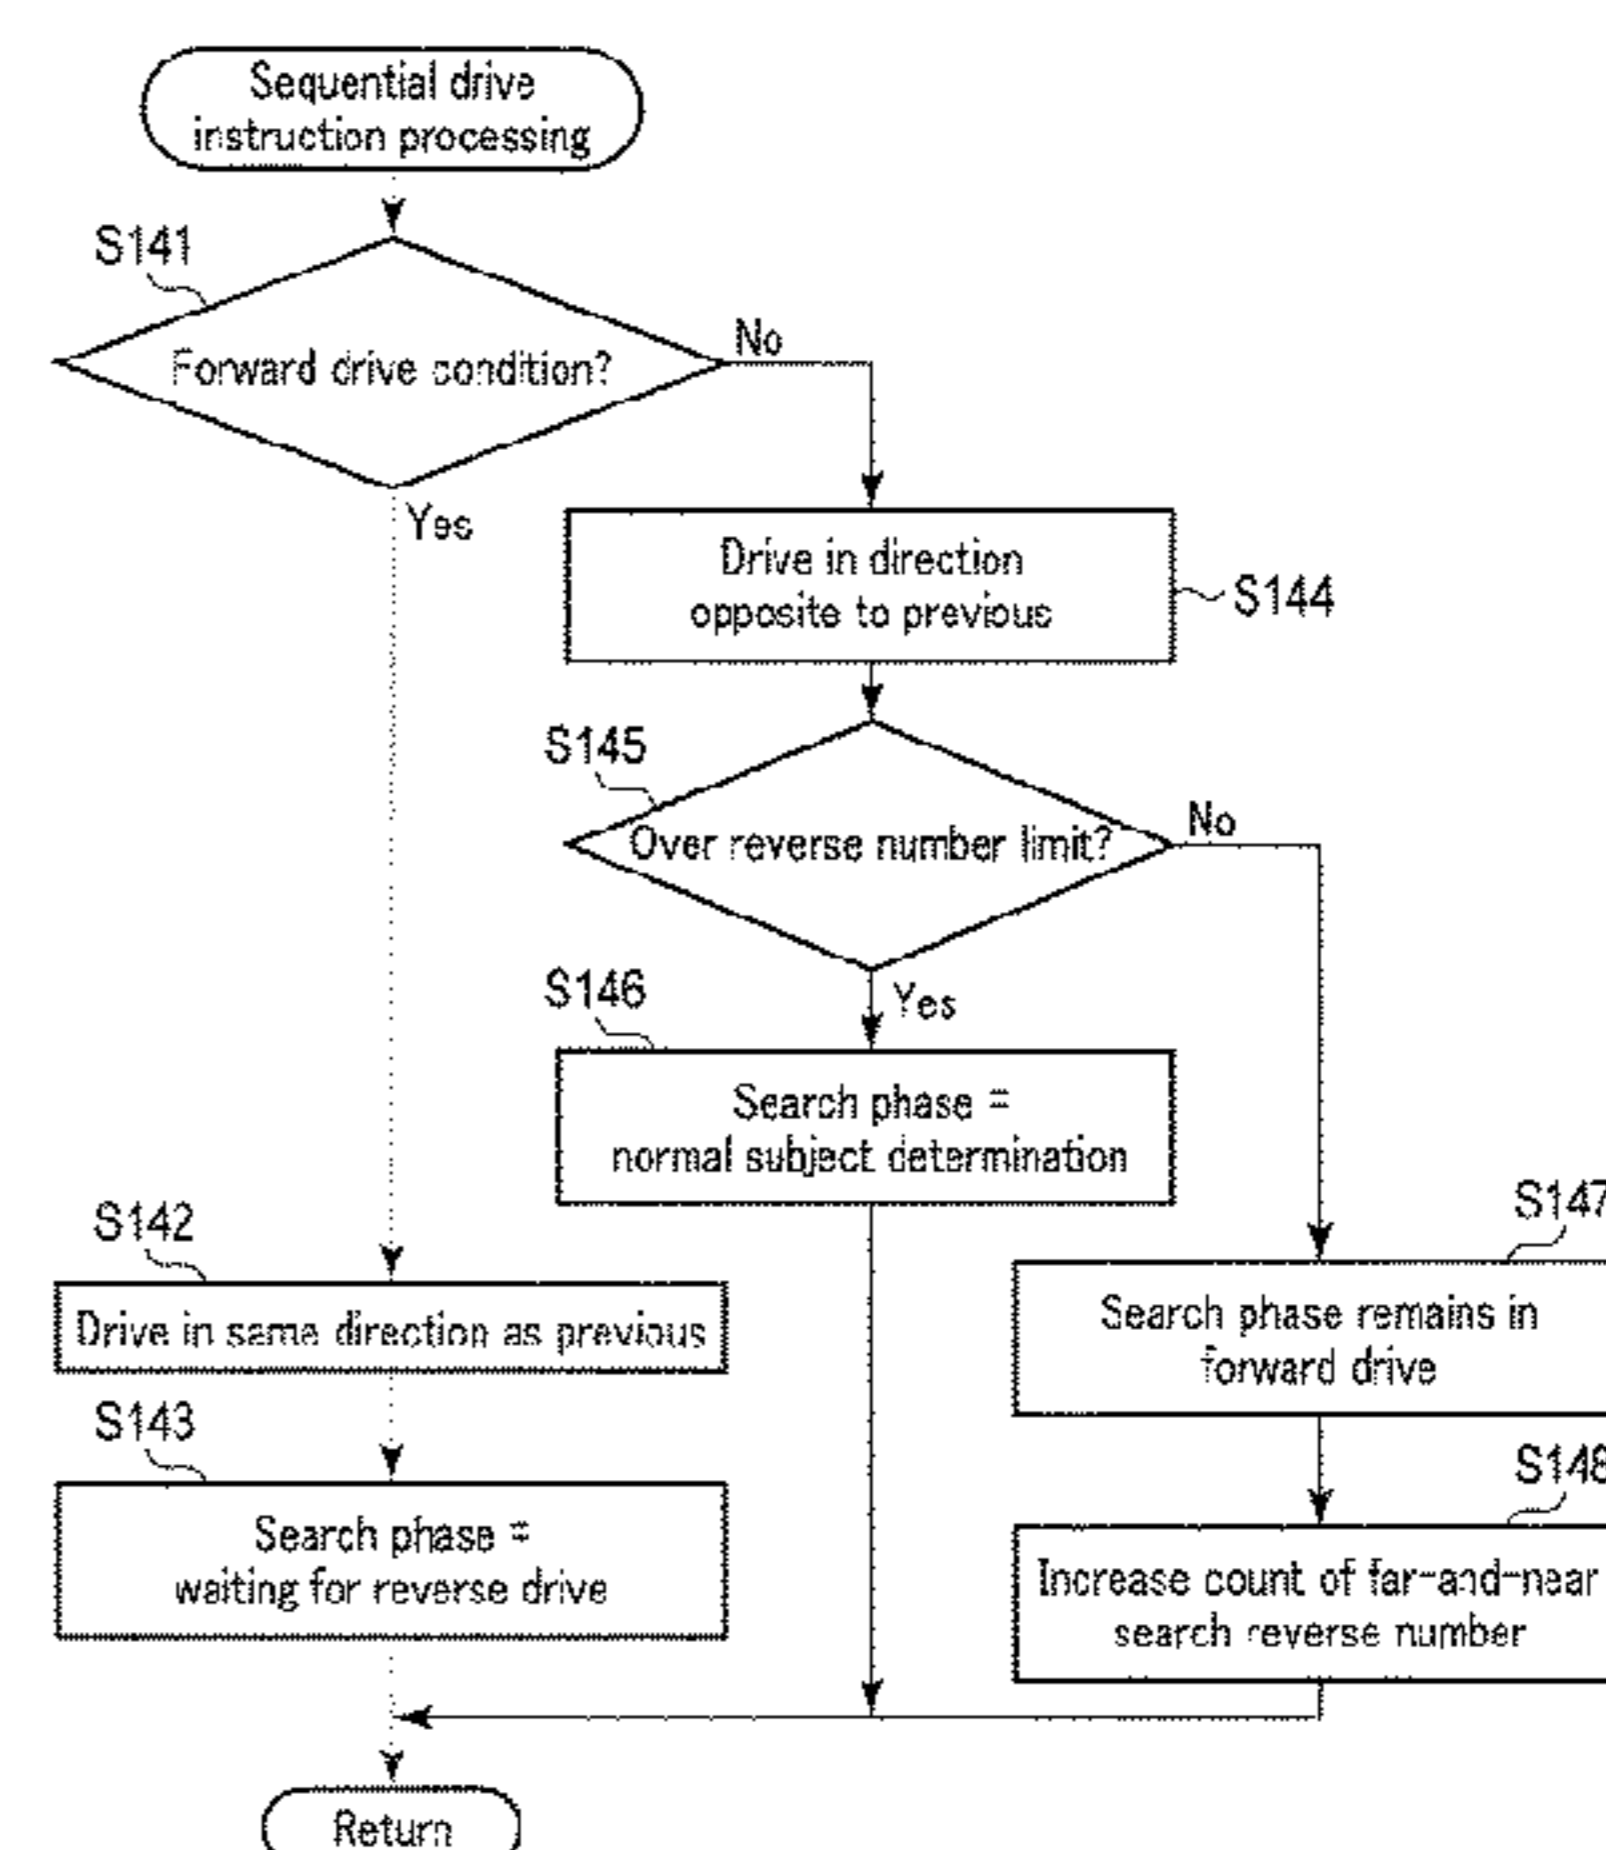 Sequential drive
instruction processing
S141
Forward drive condition?
No
Yes
Drive in direction
opposite to previous
S144
S145
Over reverse number limit?
No
Yes
S146
Search phase =
normal subject determination
S142
Drive in same direction as previous
S147
Search phase remains in
forward drive
S143
Search phase =
waiting for reverse drive
S148
Increase count of far-and-near
search reverse number
Return